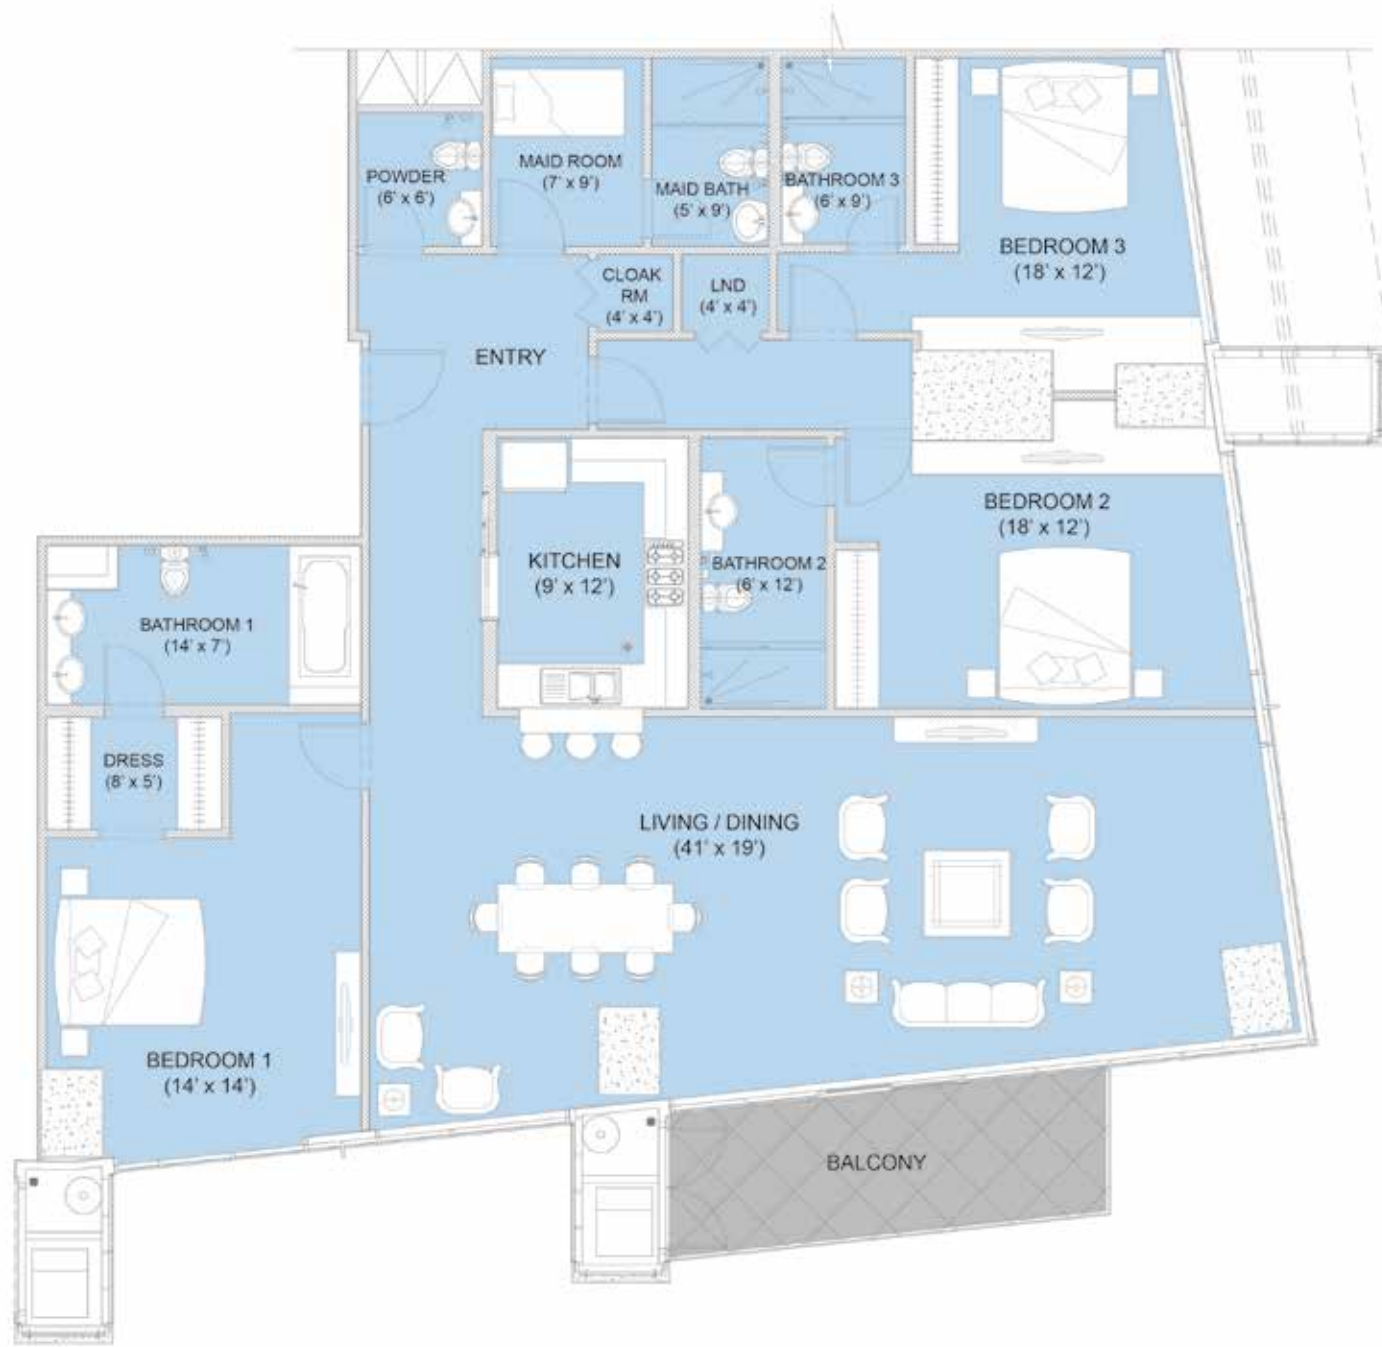 POWDER
(6' x 6')
MAID ROOM
(7' x 9')
MAID BATH
(5' x 9')
BATHROOM 3
(6' x 9')
BEDROOM 3
(18' x 12')
CLOAK
RM
(4' x 4')
LND
(4' x 4')
ENTRY
KITCHEN
(9' x 12')
BATHROOM 2
(6' x 12')
BEDROOM 2
(18' x 12')
BATHROOM 1
(14' x 7')
DRESS
(8' x 5')
LIVING / DINING
(41' x 19')
BEDROOM 1
(14' x 14')
BALCONY